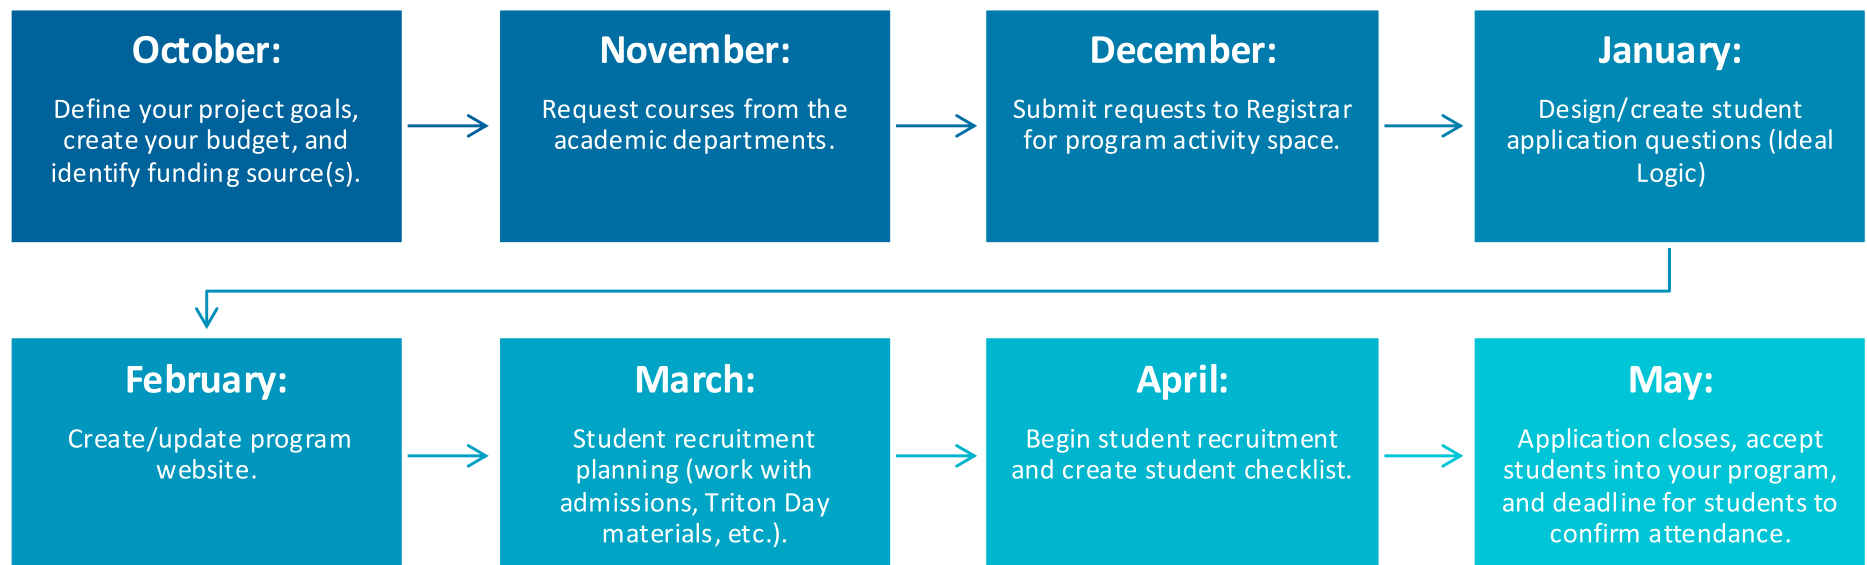 October:
Define your project goals,
create your budget, and
identify funding source(s).
November:
Request courses from the
academic departments.
December:
Submit requests to Registrar
for program activity space.
January:
Design/create student
application questions (Ideal
Logic)
February:
Create/update program
website.
March:
Student recruitment
planning (work with
admissions, Triton Day
materials, etc.).
April:
Begin student recruitment
and create student checklist.
May:
Application closes, accept
students into your program,
and deadline for students to
confirm attendance.